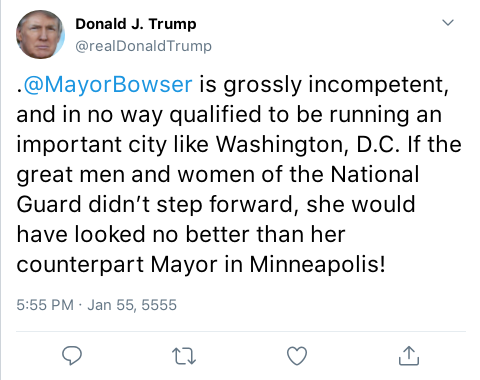 Donald J. Trump
@realDonaldTrump
.@MayorBowser is grossly incompetent,
and in no way qualified to be running an
important city like Washington, D.C. If the
great men and women of the National
Guard didn’t step forward, she would
have looked no better than her
counterpart Mayor in Minneapolis!
5:55 PM · Jan 55, 5555